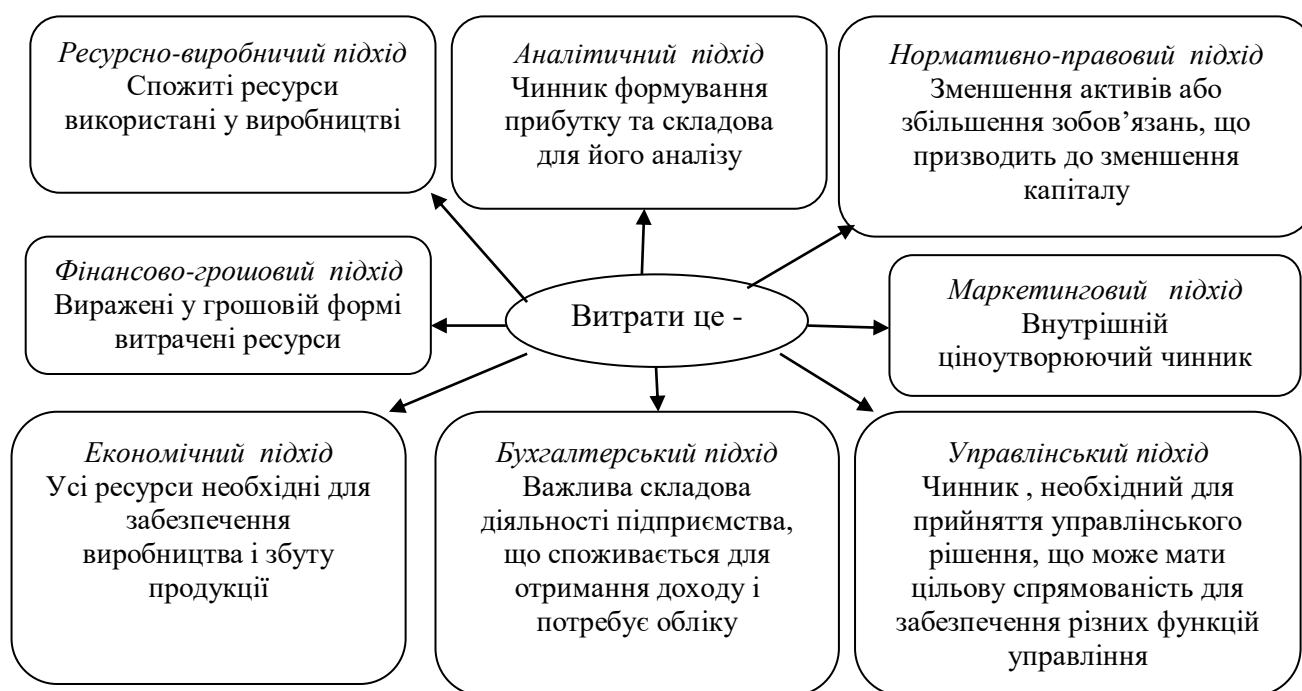 Ресурсно-виробничий підхід
Спожиті ресурси
використані у виробництві
Аналітичний підхід
Чинник формування
прибутку та складова
для його аналізу
Нормативно-правовий підхід
Зменшення активів або
збільшення зобов’язань, що
призводить до зменшення
капіталу
Фінансово-грошовий підхід
Виражені у грошовій формі
витрачені ресурси
Витрати це -
Маркетинговий підхід
Внутрішній
ціноутворюючий чинник
Економічний підхід
Усі ресурси необхідні для
забезпечення
виробництва і збуту
продукції
Бухгалтерський підхід
Важлива складова
діяльності підприємства,
що споживається для
отримання доходу і
потребує обліку
Управлінський підхід
Чинник , необхідний для
прийняття управлінського
рішення, що може мати
цільову спрямованість для
забезпечення різних функцій
управління